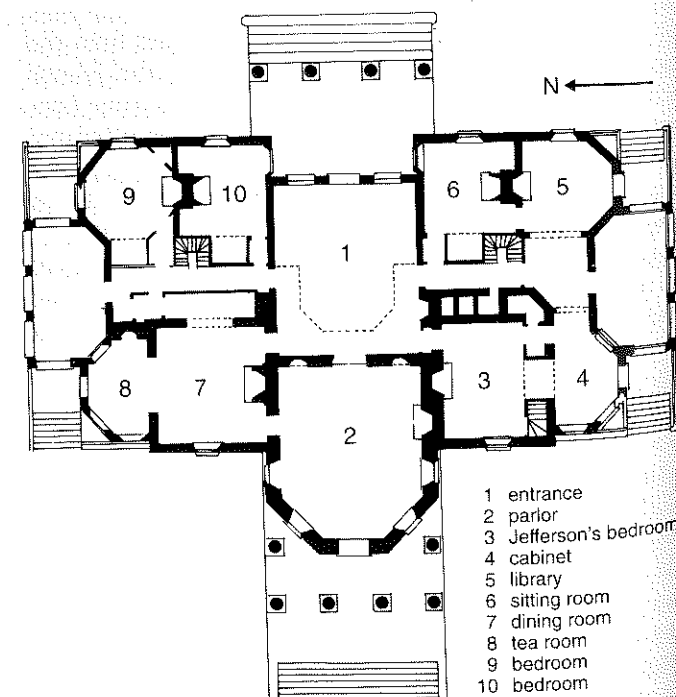 N
9
10
6
5
1
8
7
3
4
2
1 entrance
2 parlor
3 Jefferson's bedroom
4 cabinet
5 library
6 sitting room
7 dining room
8 tea room
9 bedroom
10 bedroom